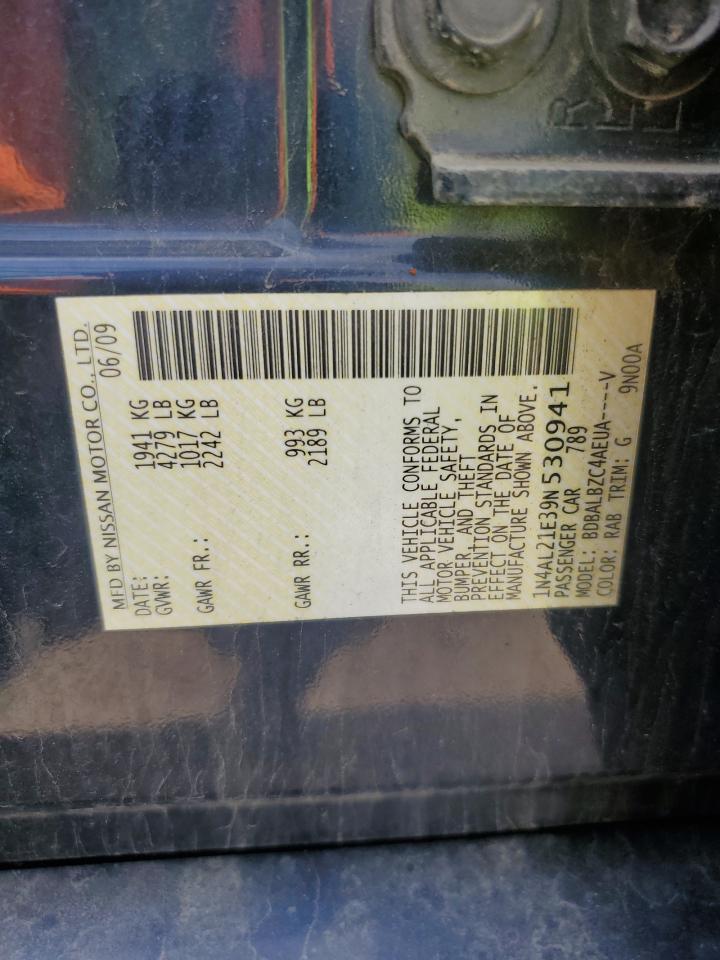 MFD BY NISSAN MOTOR CO., LTD.
DATE: 06/09
GVWR: 1941 KG
4279 LB
GAWR FR.: 1017 KG
2242 LB
GAWR RR.: 993 KG
2189 LB
THIS VEHICLE CONFORMS TO
ALL APPLICABLE FEDERAL
MOTOR VEHICLE SAFETY,
BUMPER, AND THEFT
PREVENTION STANDARDS IN
EFFECT ON THE DATE OF
MANUFACTURE SHOWN ABOVE.
1N4AL21E39N530941
PASSENGER CAR 789
MODEL: BDBALBZC4AEUA----V
COLOR: RAB TRIM: G 9N00A